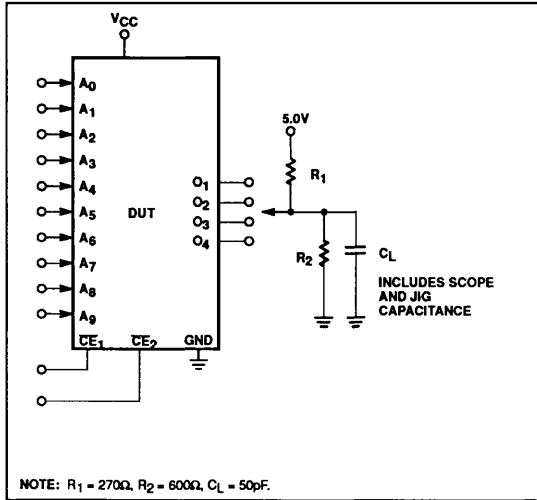 VCC
A0
A1
A2
A3
A4
A5
A6
A7
A8
A9
DUT
O1
O2
O3
O4
CE1
CE2
GND
5.0V
R1
R2
CL
INCLUDES SCOPE
AND JIG
CAPACITANCE
NOTE: R1 = 270Ω, R2 = 600Ω, CL = 50pF.